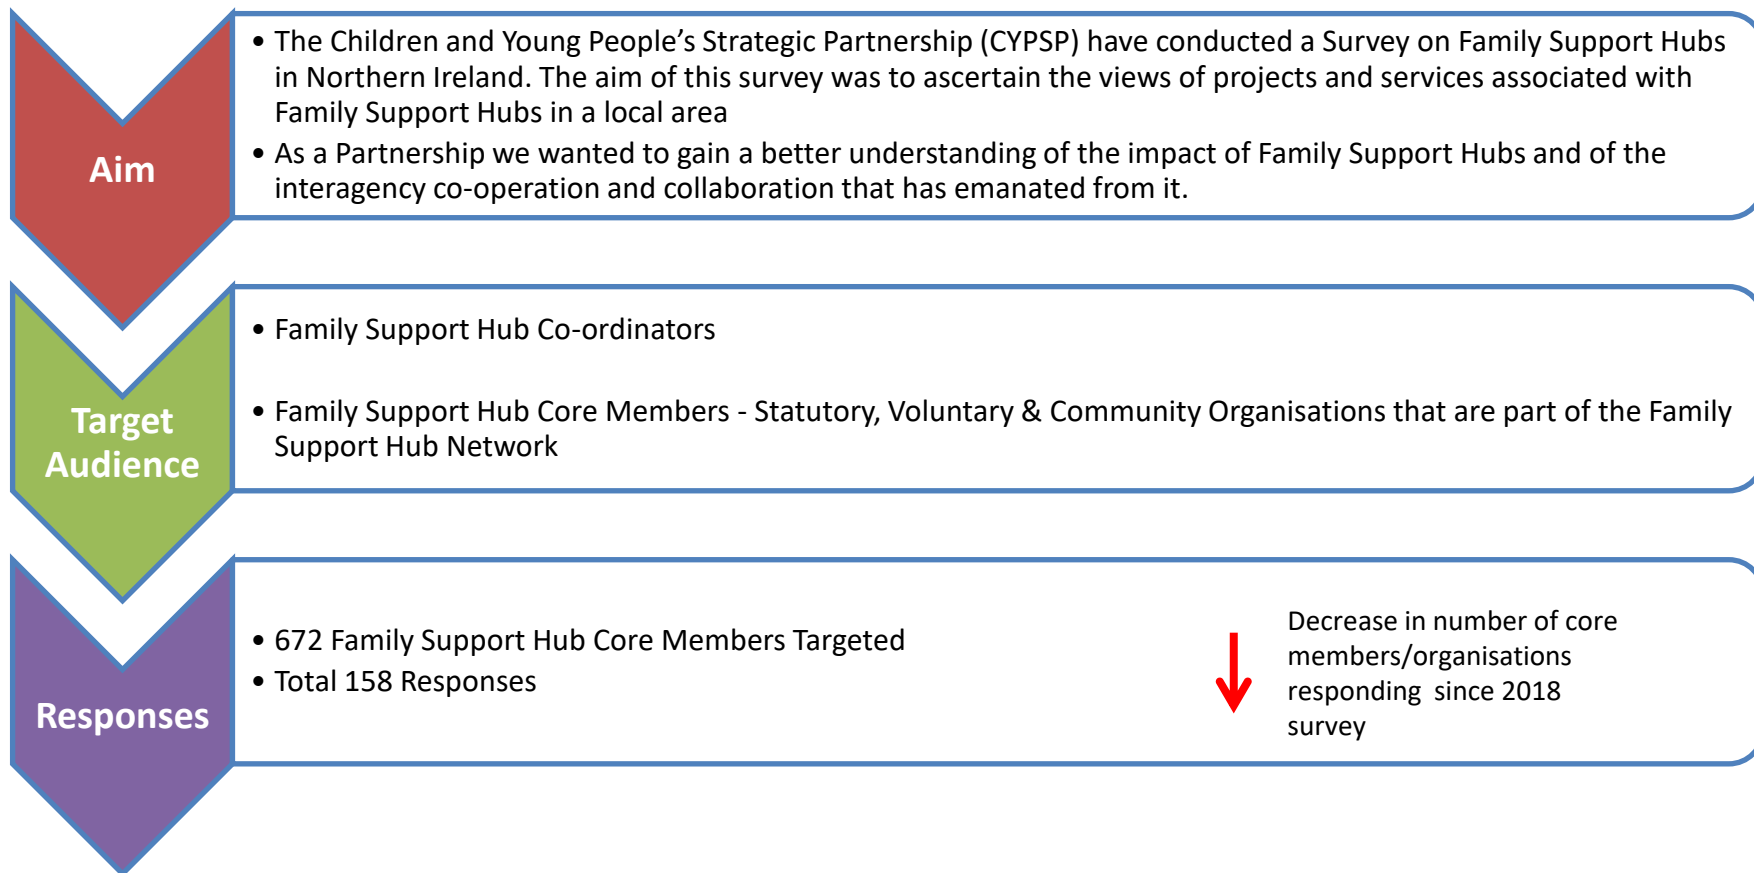 Aim
• The Children and Young People’s Strategic Partnership (CYPSP) have conducted a Survey on Family Support Hubs
in Northern Ireland. The aim of this survey was to ascertain the views of projects and services associated with
Family Support Hubs in a local area
• As a Partnership we wanted to gain a better understanding of the impact of Family Support Hubs and of the
interagency co-operation and collaboration that has emanated from it.
Target
Audience
• Family Support Hub Co-ordinators
• Family Support Hub Core Members - Statutory, Voluntary & Community Organisations that are part of the Family
Support Hub Network
Responses
• 672 Family Support Hub Core Members Targeted
• Total 158 Responses
Decrease in number of core
members/organisations
responding since 2018
survey